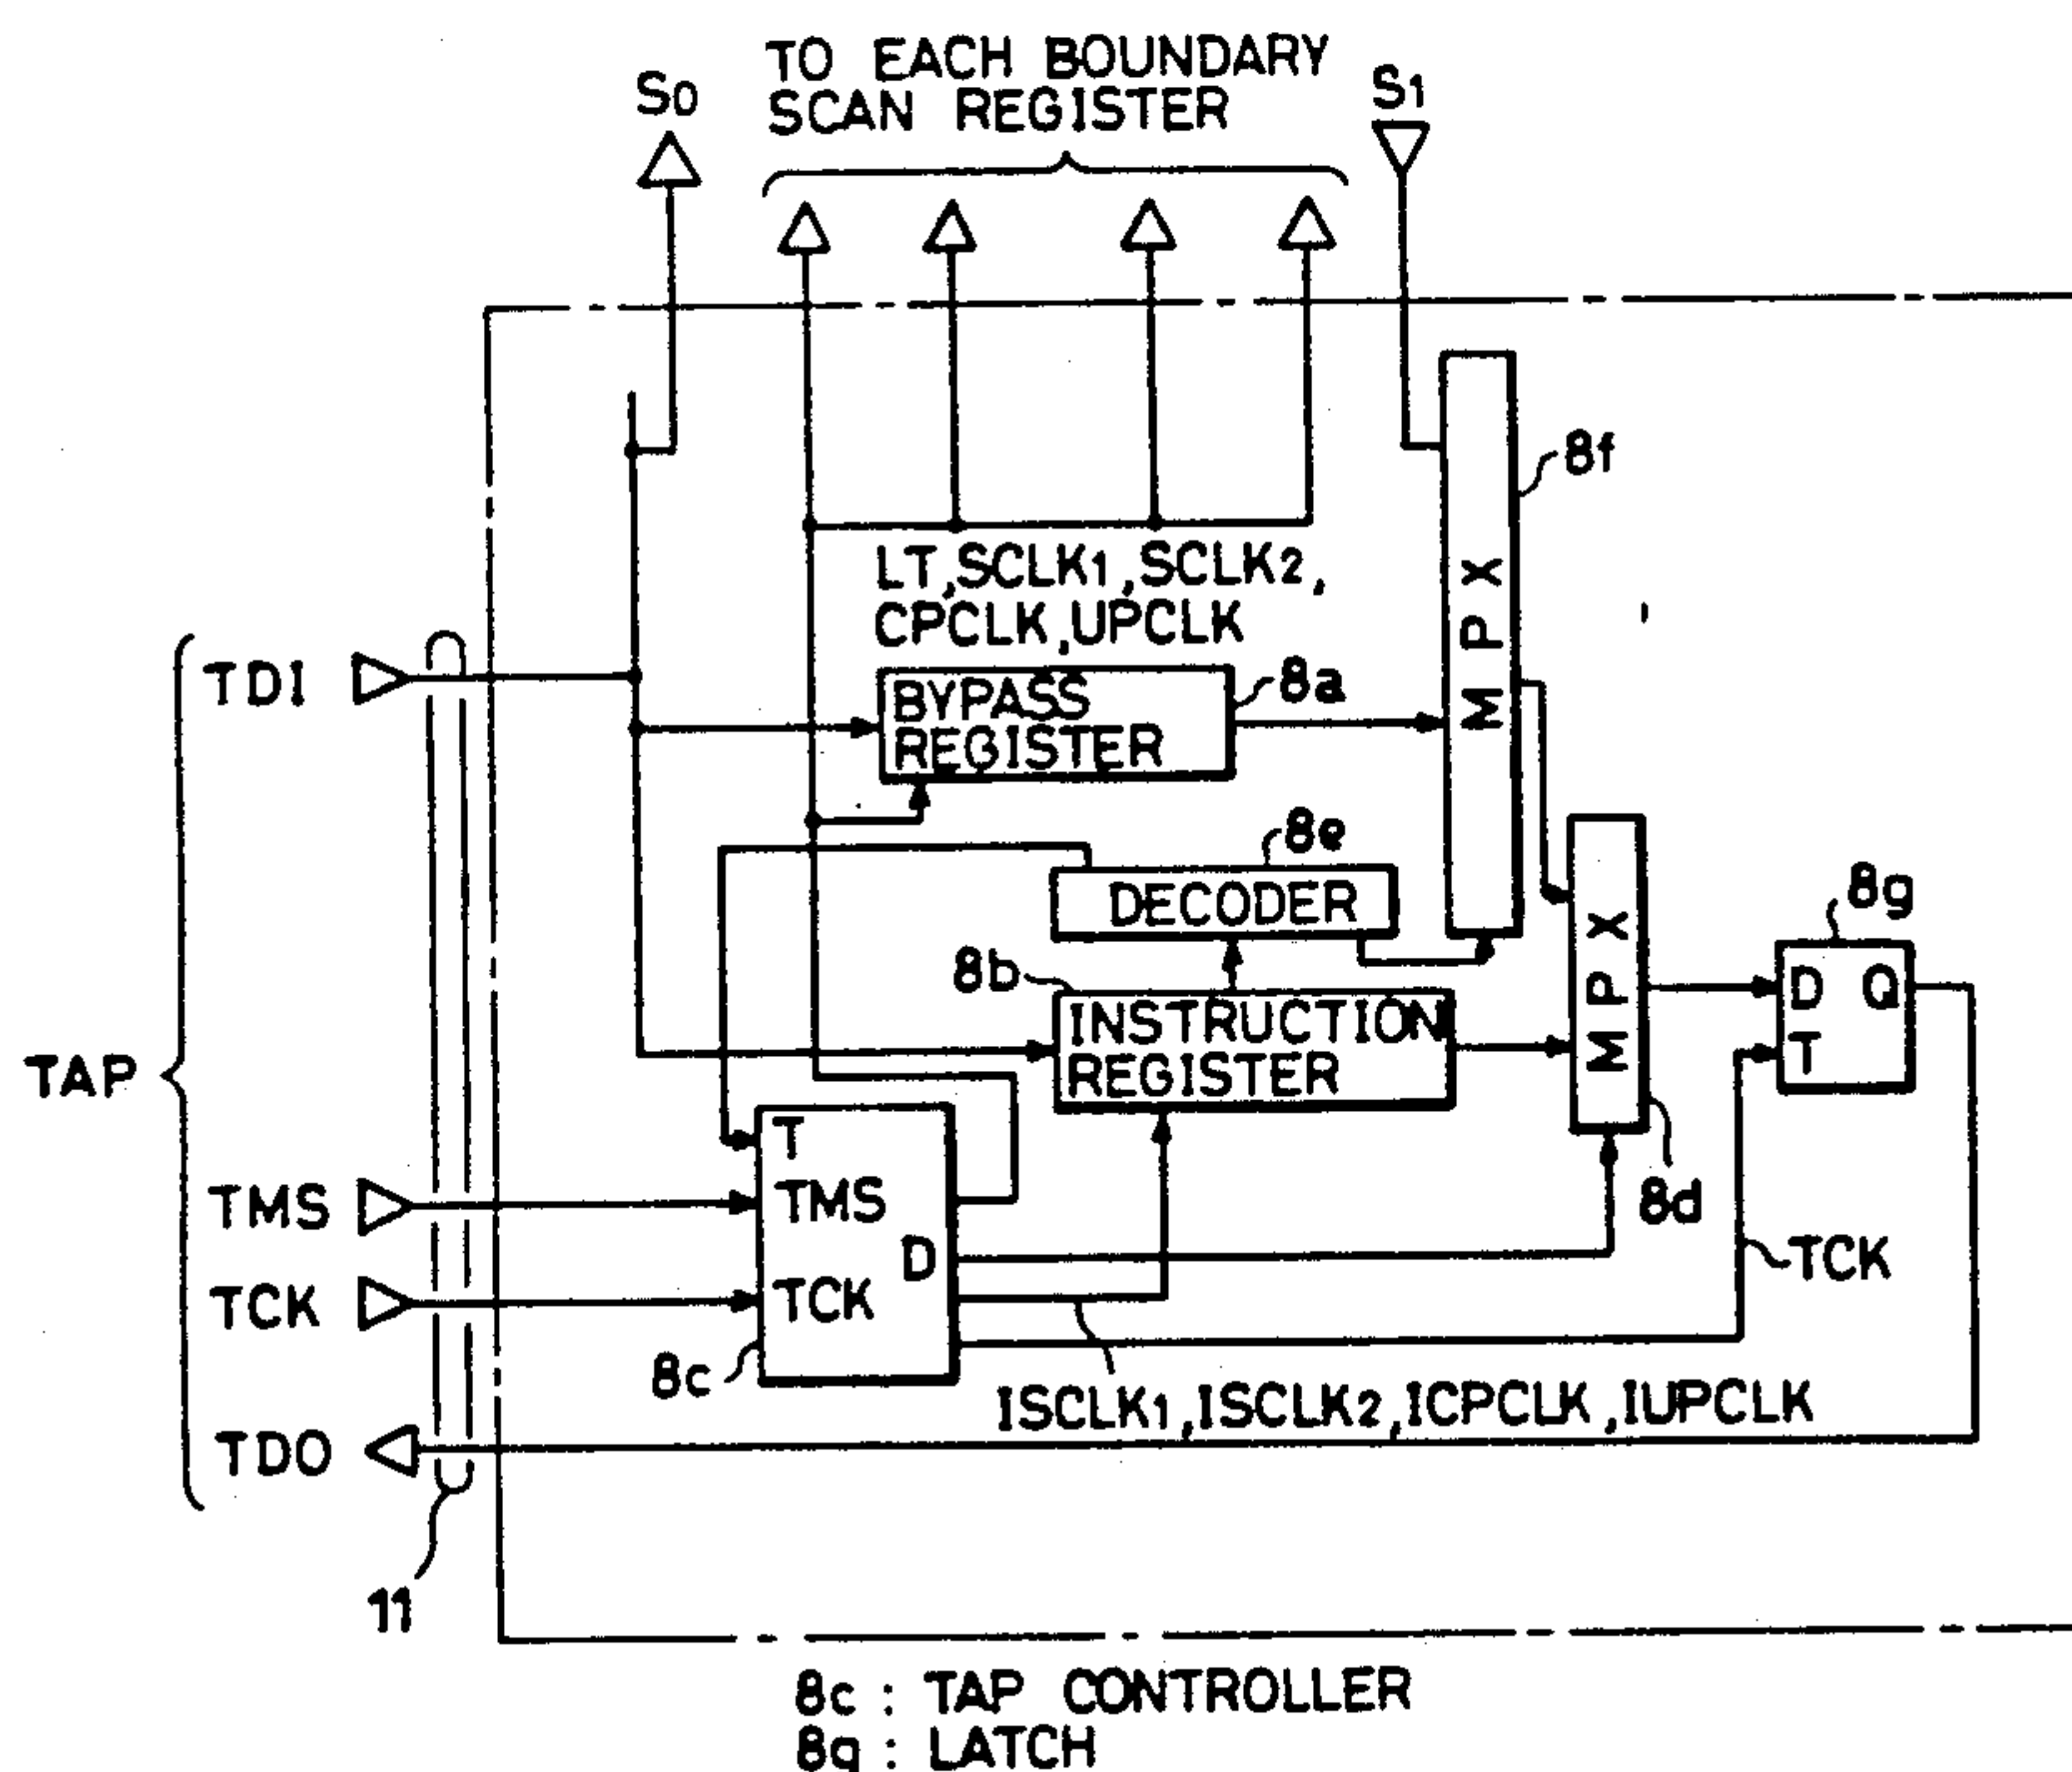 TO EACH BOUNDARY
SCAN REGISTER
S0
S1
8f
LT,SCLK1,SCLK2,
CPCLK,UPCLK
MPX
TDI
BYPASS
REGISTER
8a
8e
DECODER
8g
8b
INSTRUCTION
REGISTER
MPX
D Q
T
TAP
T
TMS
TMS
D
8d
TCK
TCK
TCK
8c
ISCLK1,ISCLK2,ICPCLK,IUPCLK
TDO
11
8c : TAP CONTROLLER
8g : LATCH